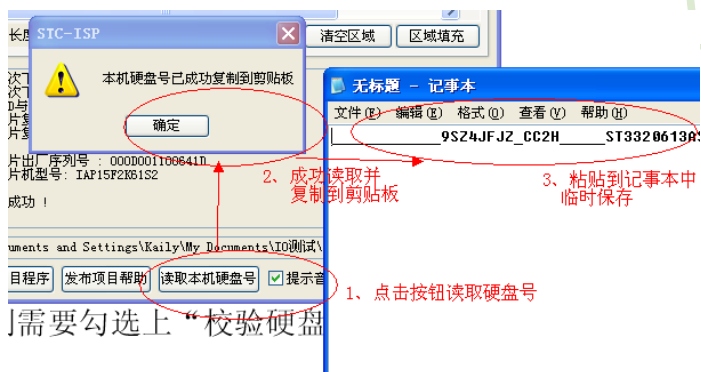 长度
STC-ISP
清空区域
区域填充
本机硬盘号已成功复制到剪贴板
确定
无标题 - 记事本
文件(F) 编辑(E) 格式(O) 查看(V) 帮助(H)
9SZ4JFJZ_CC2H_____ST3320613AS
片出厂序列号 : 000D001100641D
片机型号: IAP15F2K61S2
成功 !
2、成功读取并
复制到剪贴板
3、粘贴到记事本中
临时保存
uments and Settings\Kaily\My Documents\IO测试\
目程序
发布项目帮助
读取本机硬盘号
提示音
1、点击按钮读取硬盘号
则需要勾选上“校验硬盘